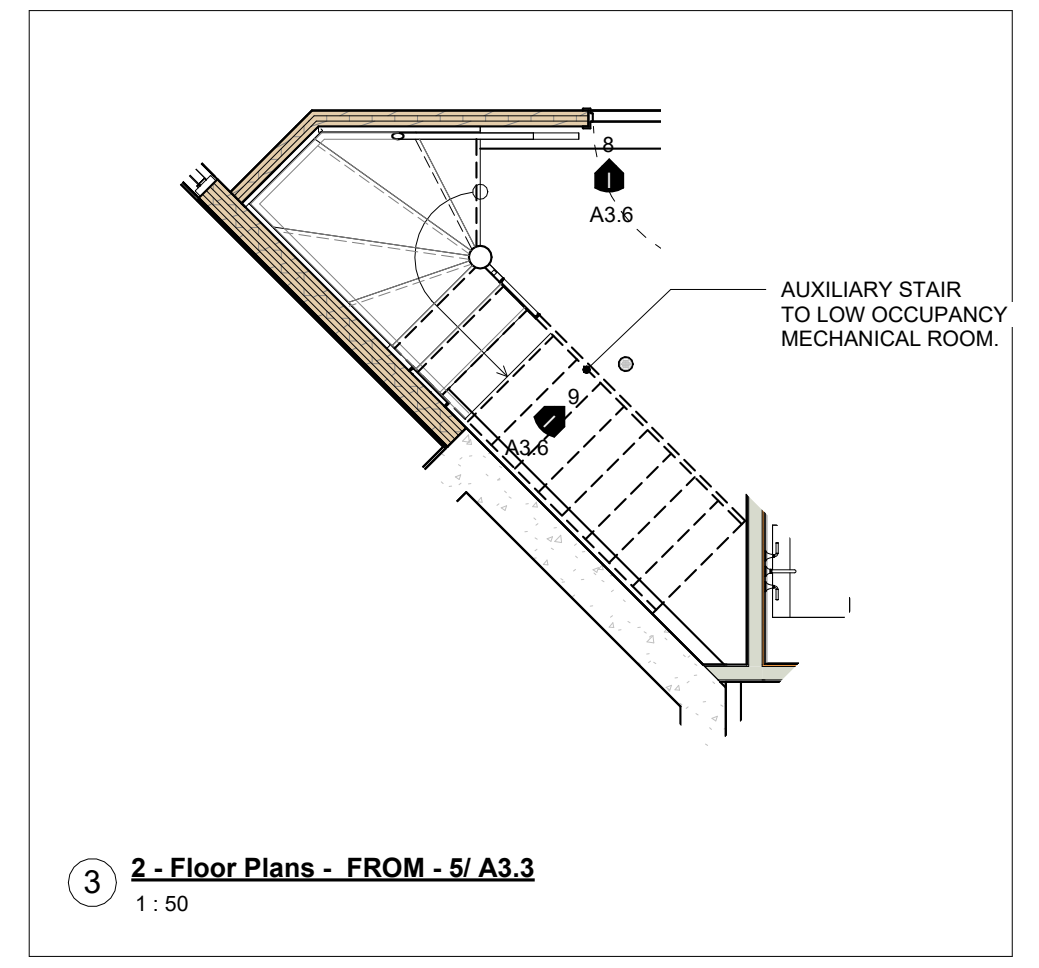 8
A3.6
AUXILIARY STAIR
TO LOW OCCUPANCY
MECHANICAL ROOM.
9
A3.6
3
2 - Floor Plans - FROM - 5/ A3.3
1 : 50